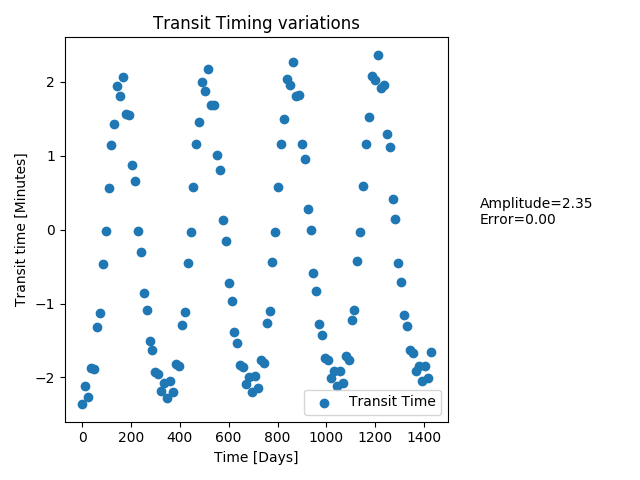 Transit Timing variations
Transit time [Minutes]
2
1
0
−1
−2
Amplitude=2.35
Error=0.00
Transit Time
0 200 400 600 800 1000 1200 1400
Time [Days]